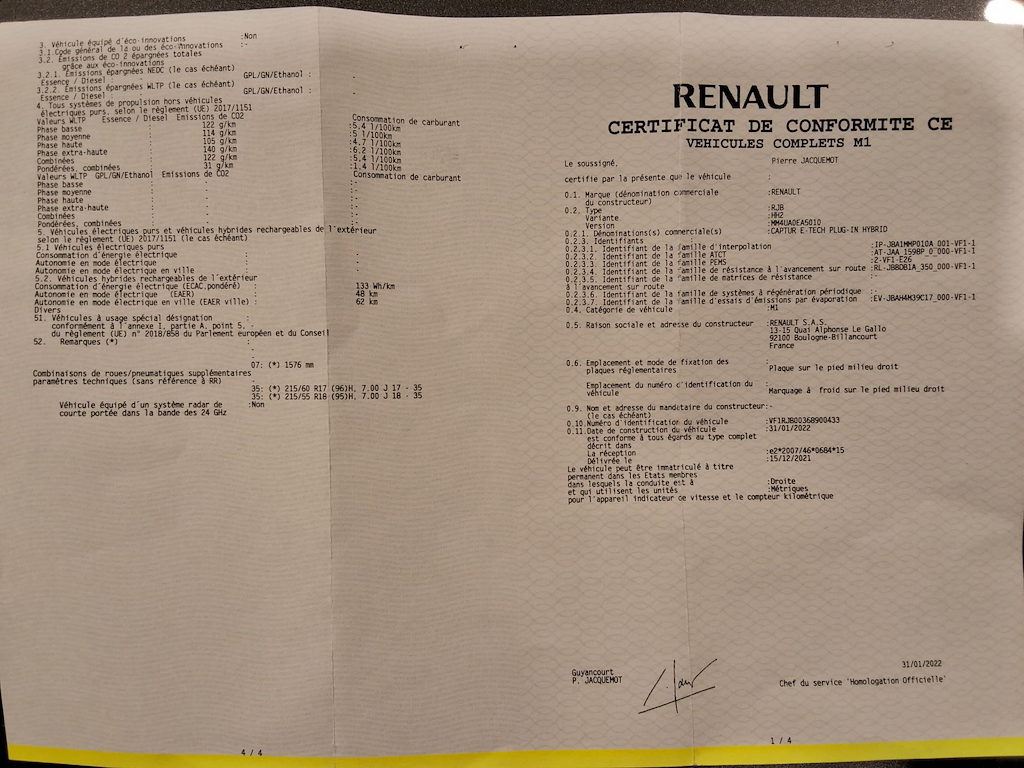 3. Véhicule équipé d'éco-innovations :Non
3.1.Code général de la ou des éco-innovations :-
3.2. Emissions de CO 2 épargnées totales
grâce aux éco-innovations
3.2.1. Emissions épargnées NEDC (le cas échéant)
Essence / Diesel : - GPL/GN/Ethanol :
3.2.2. Emissions épargnées WLTP (le cas échéant)
Essence / Diesel : - GPL/GN/Ethanol :
4. Tous systèmes de propulsion hors véhicules
électriques purs, selon le règlement (UE) 2017/1151
Valeurs WLTP Essence / Diesel Emissions de CO2 Consommation de carburant
Phase basse : 122 g/km :5.4 l/100km
Phase moyenne : 114 g/km :5 l/100km
Phase haute : 105 g/km :4.7 l/100km
Phase extra-haute : 140 g/km :6.2 l/100km
Combinées : 122 g/km :5.4 l/100km
Pondérées, combinées : 31 g/km :1.4 l/100km
Valeurs WLTP GPL/GN/Ethanol Emissions de CO2 Consommation de carburant
Phase basse : - :-
Phase moyenne : - :-
Phase haute : - :-
Phase extra-haute : - :-
Combinées : - :-
Pondérées, combinées : - :-
5. Véhicules électriques purs et véhicules hybrides rechargeables de l'extérieur
selon le règlement (UE) 2017/1151 (le cas échéant)
5.1 Véhicules électriques purs
Consommation d'énergie électrique : -
Autonomie en mode électrique : -
Autonomie en mode électrique en ville : -
5.2. Véhicules hybrides rechargeables de l'extérieur
Consommation d'énergie électrique (ECAC,pondéré) : 133 Wh/km
Autonomie en mode électrique (EAER) : 48 km
Autonomie en mode électrique en ville (EAER ville) : 62 km
Divers
51. Véhicules à usage spécial désignation :
conformément à l'annexe I, partie A, point 5. -
du règlement (UE) n° 2018/858 du Parlement européen et du Conseil
52. Remarques (*) :
-
-
07: (*) 1576 mm
Combinaisons de roues/pneumatiques supplémentaires :
paramètres techniques (sans référence à RR) -
35: (*) 215/60 R17 (96)H, 7.00 J 17 - 35
35: (*) 215/55 R18 (95)H, 7.00 J 18 - 35
Véhicule équipé d'un système radar de :Non
courte portée dans la bande des 24 GHz
4 / 4
RENAULT
CERTIFICAT DE CONFORMITE CE
VEHICULES COMPLETS M1
Le soussigné, Pierre JACQUEMOT
certifie par la présente que le véhicule :
0.1. Marque (dénomination commerciale :RENAULT
du constructeur)
0.2. Type :RJB
Variante :HH2
Version :MM4UA0EA5010
0.2.1. Dénominations(s) commerciale(s) :CAPTUR E-TECH PLUG-IN HYBRID
0.2.3. Identifiants
0.2.3.1. Identifiant de la famille d'interpolation :IP-JBA1MMP010A_001-VF1-1
0.2.3.2. Identifiant de la famille ATCT :AT-JAA_1598P_0_000-VF1-1
0.2.3.3. Identifiant de la famille PEMS :2-VF1-E26
0.2.3.4. Identifiant de la famille de résistance à l'avancement sur route :RL-JBBDB1A_350_000-VF1-1
0.2.3.5. Identifiant de la famille de matrices de résistance :-
à l'avancement sur route
0.2.3.6. Identifiant de la famille de systèmes à régénération périodique :-
0.2.3.7. Identifiant de la famille d'essais d'émissions par évaporation :EV-JBAH4M39C17_000-VF1-1
0.4. Catégorie de véhicule :M1
0.5. Raison sociale et adresse du constructeur :RENAULT S.A.S.
13-15 Quai Alphonse Le Gallo
92100 Boulogne-Billancourt
France
0.6. Emplacement et mode de fixation des :
plaques réglementaires Plaque sur le pied milieu droit
Emplacement du numéro d'identification du :
véhicule Marquage à froid sur le pied milieu droit
0.9. Nom et adresse du mandataire du constructeur:-
(le cas échéant)
0.10.Numéro d'identification du véhicule :VF1RJB00368900433
0.11.Date de construction du véhicule :31/01/2022
est conforme à tous égards au type complet
décrit dans
La réception :e2*2007/46*0684*15
Délivrée le :15/12/2021
Le véhicule peut être immatriculé à titre
permanent dans les Etats membres
dans lesquels la conduite est à :Droite
et qui utilisent les unités :Métriques
pour l'appareil indicateur de vitesse et le compteur kilométrique
31/01/2022
Guyancourt
P. JACQUEMOT
Chef du service 'Homologation Officielle'
1 / 4